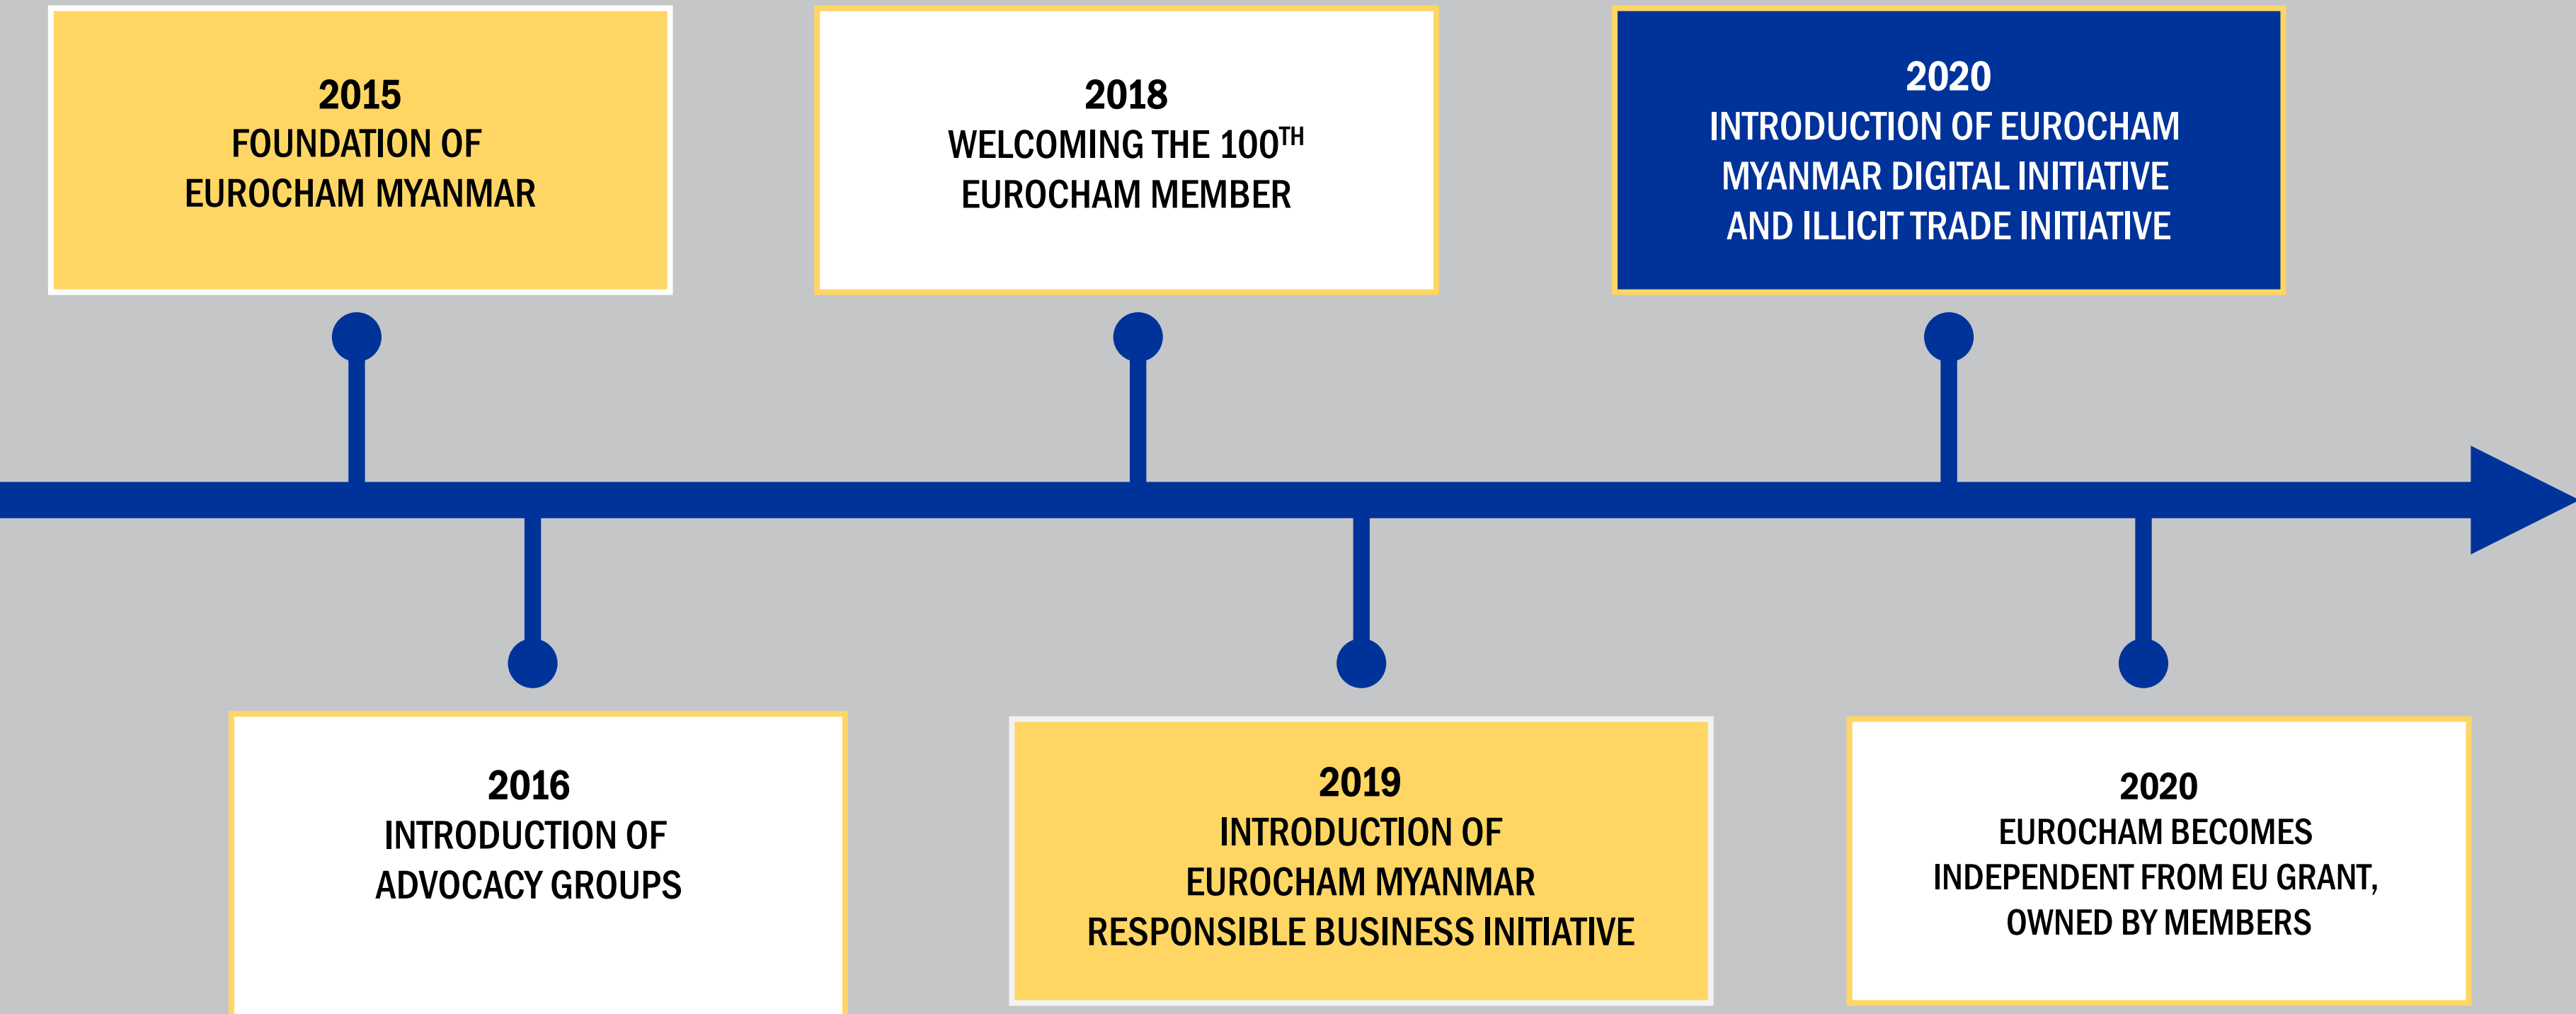 2015
FOUNDATION OF
EUROCHAM MYANMAR
2018
WELCOMING THE 100TH
EUROCHAM MEMBER
2020
INTRODUCTION OF EUROCHAM
MYANMAR DIGITAL INITIATIVE
AND ILLICIT TRADE INITIATIVE
2016
INTRODUCTION OF
ADVOCACY GROUPS
2019
INTRODUCTION OF
EUROCHAM MYANMAR
RESPONSIBLE BUSINESS INITIATIVE
2020
EUROCHAM BECOMES
INDEPENDENT FROM EU GRANT,
OWNED BY MEMBERS